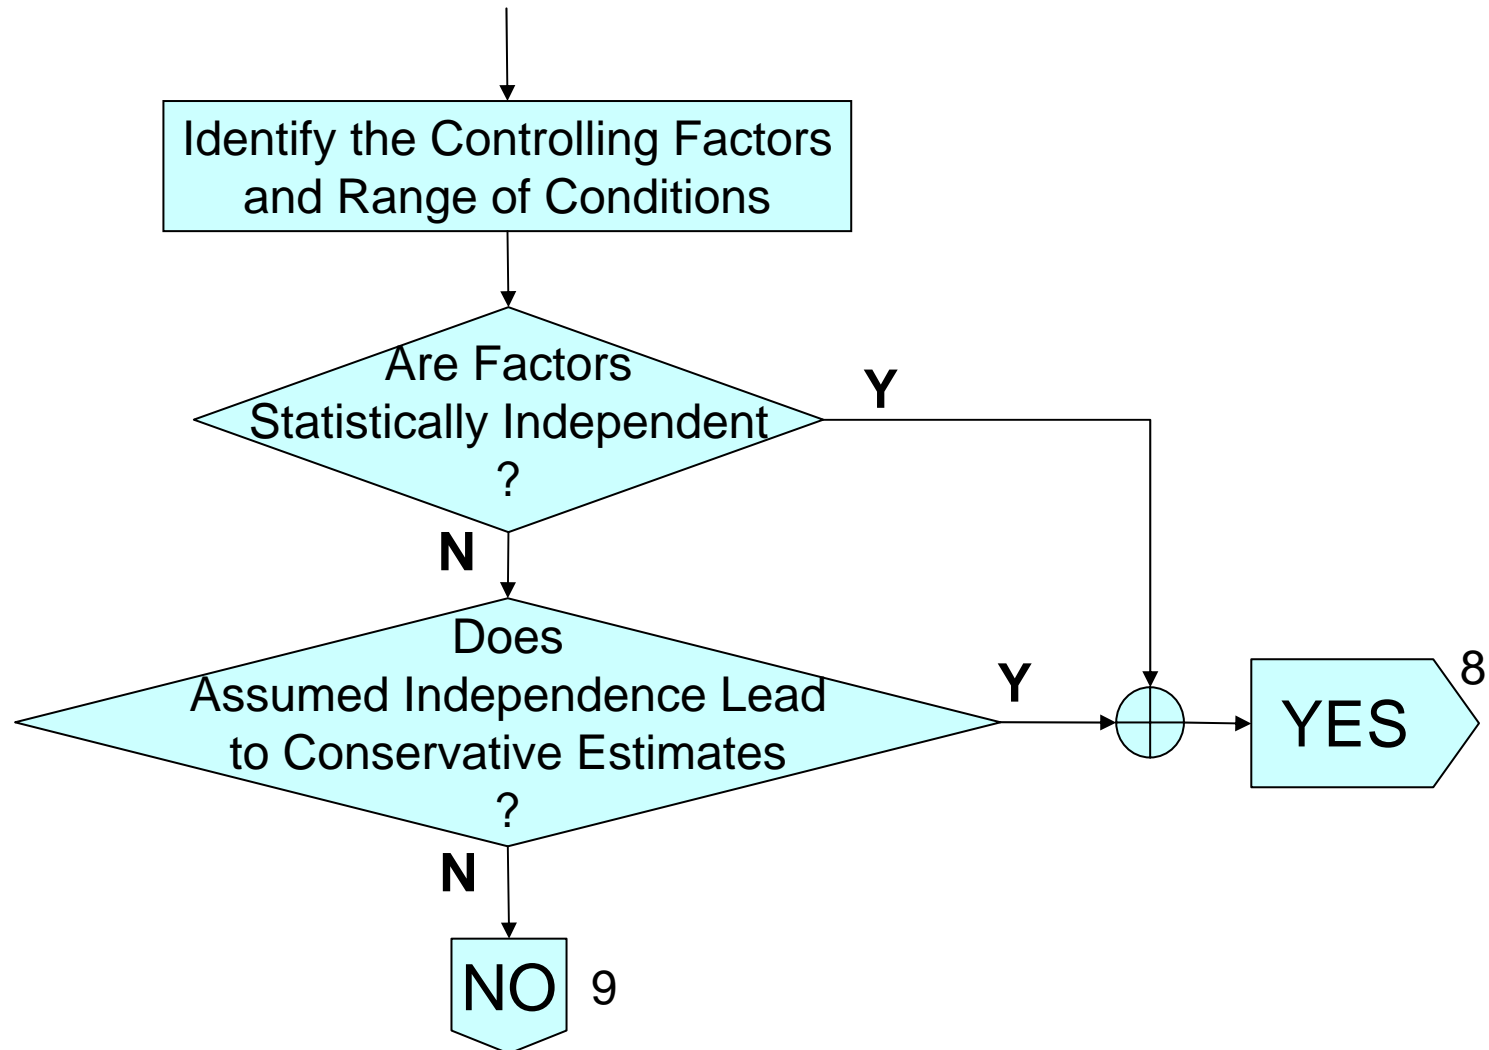 Identify the Controlling Factors
and Range of Conditions
Are Factors
Statistically Independent
?
Y
N
Does
Assumed Independence Lead
to Conservative Estimates
?
Y
YES
8
N
NO
9